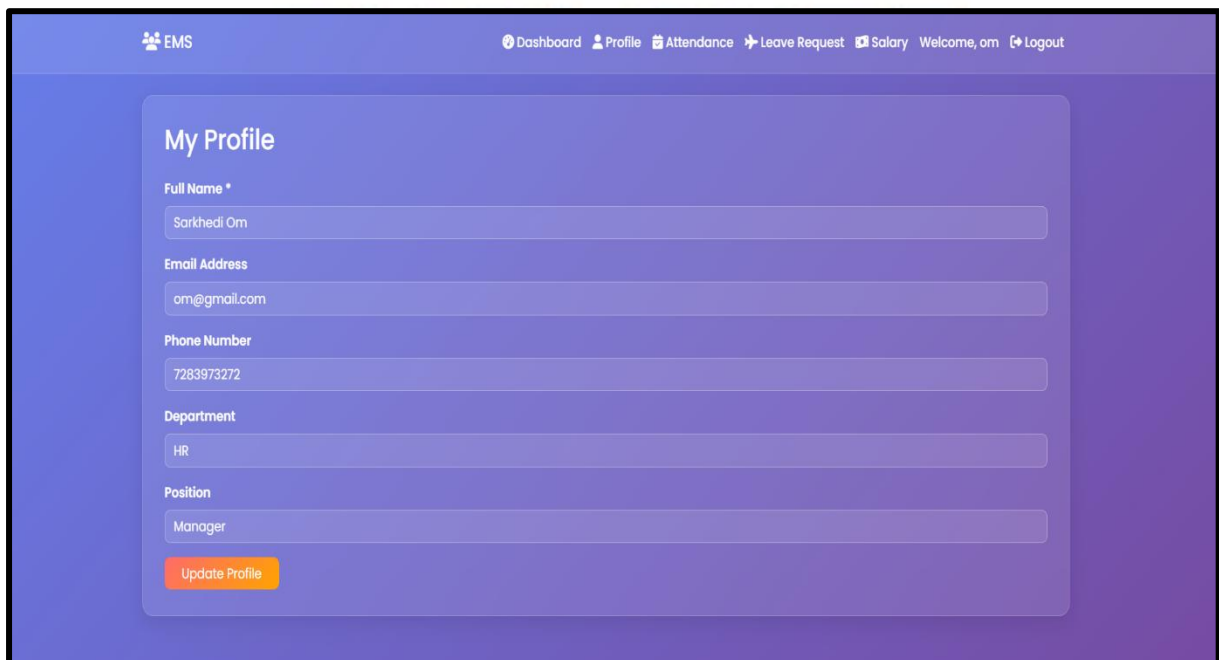 EMS Dashboard Profile Attendance Leave Request Salary Welcome, om Logout
My Profile
Full Name *
Sarkhedi Om
Email Address
om@gmail.com
Phone Number
7283973272
Department
HR
Position
Manager
Update Profile